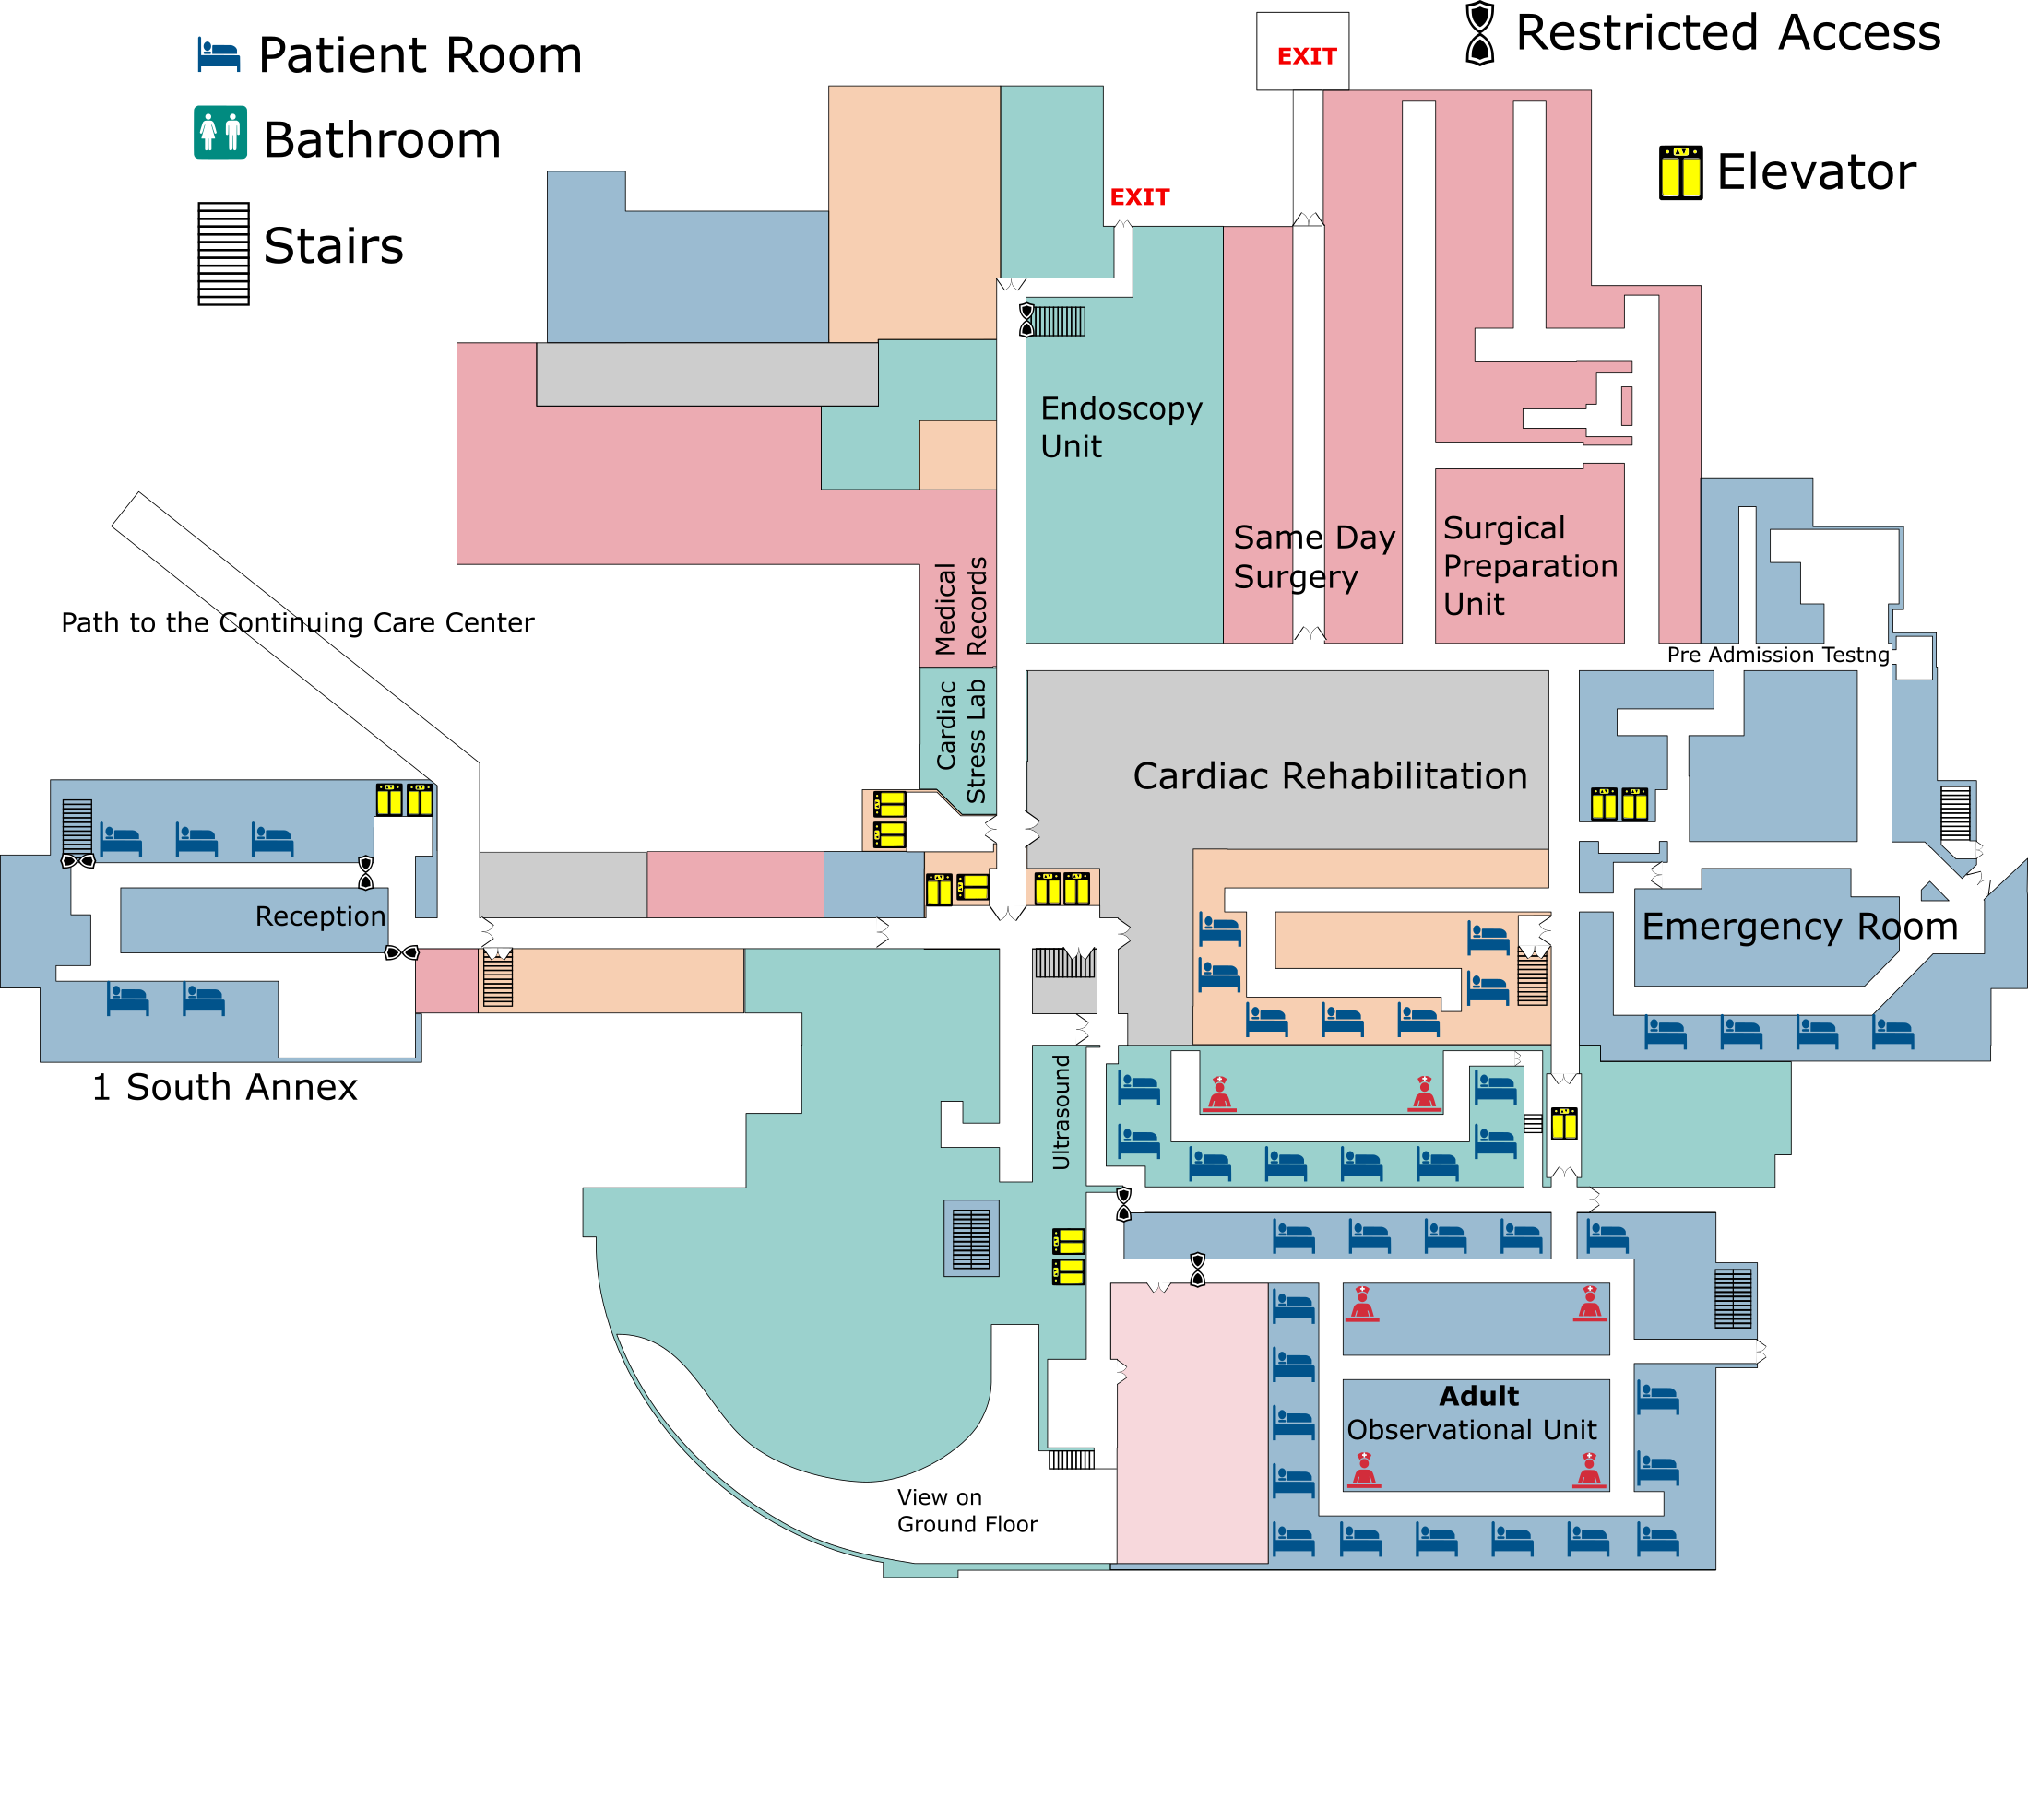 Patient Room
Bathroom
Stairs
Restricted Access
Elevator
EXIT
EXIT
Endoscopy
Unit
Same Day
Surgery
Surgical
Preparation
Unit
Medical
Records
Path to the Continuing Care Center
Pre Admission Testng
Cardiac
Stress Lab
Cardiac Rehabilitation
Reception
Emergency Room
1 South Annex
Ultrasound
Adult
Observational Unit
View on
Ground Floor